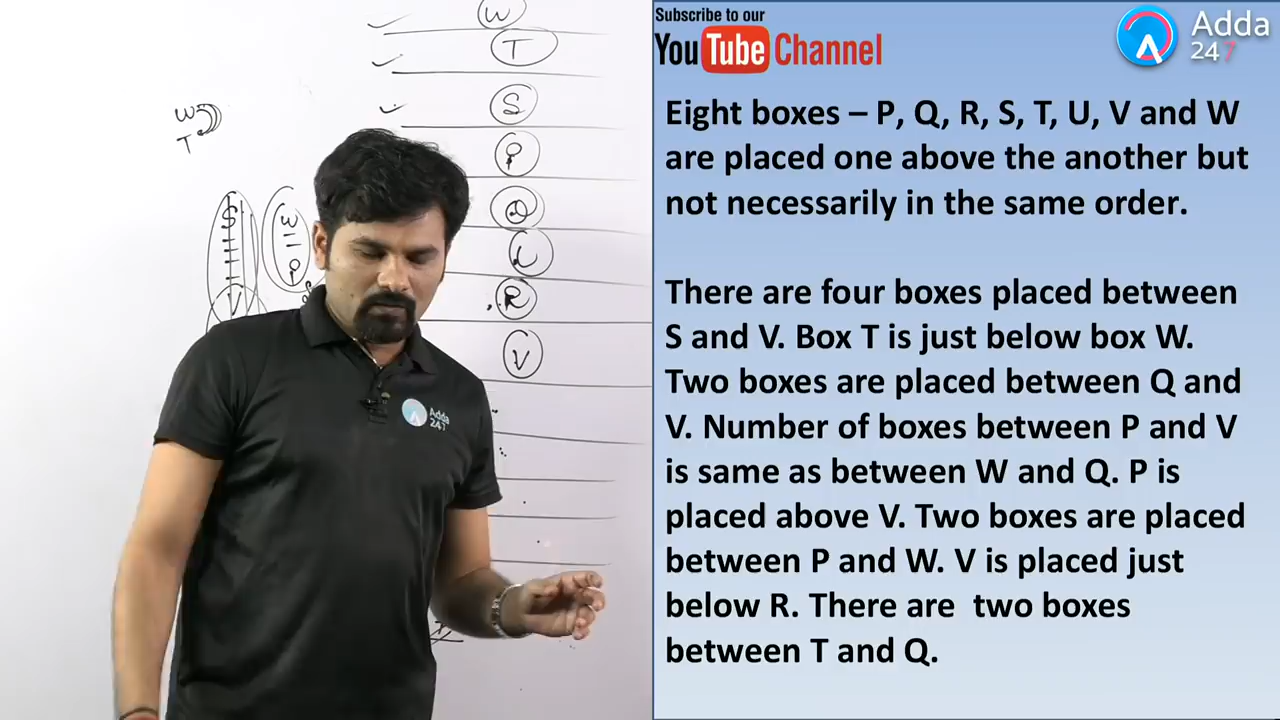 W
T
S
P
Q
R
V
W
T
S
V
Adda
247
Subscribe to our
YouTube Channel
Adda
247
Eight boxes – P, Q, R, S, T, U, V and W
are placed one above the another but
not necessarily in the same order.
There are four boxes placed between
S and V. Box T is just below box W.
Two boxes are placed between Q and
V. Number of boxes between P and V
is same as between W and Q. P is
placed above V. Two boxes are placed
between P and W. V is placed just
below R. There are  two boxes
between T and Q.